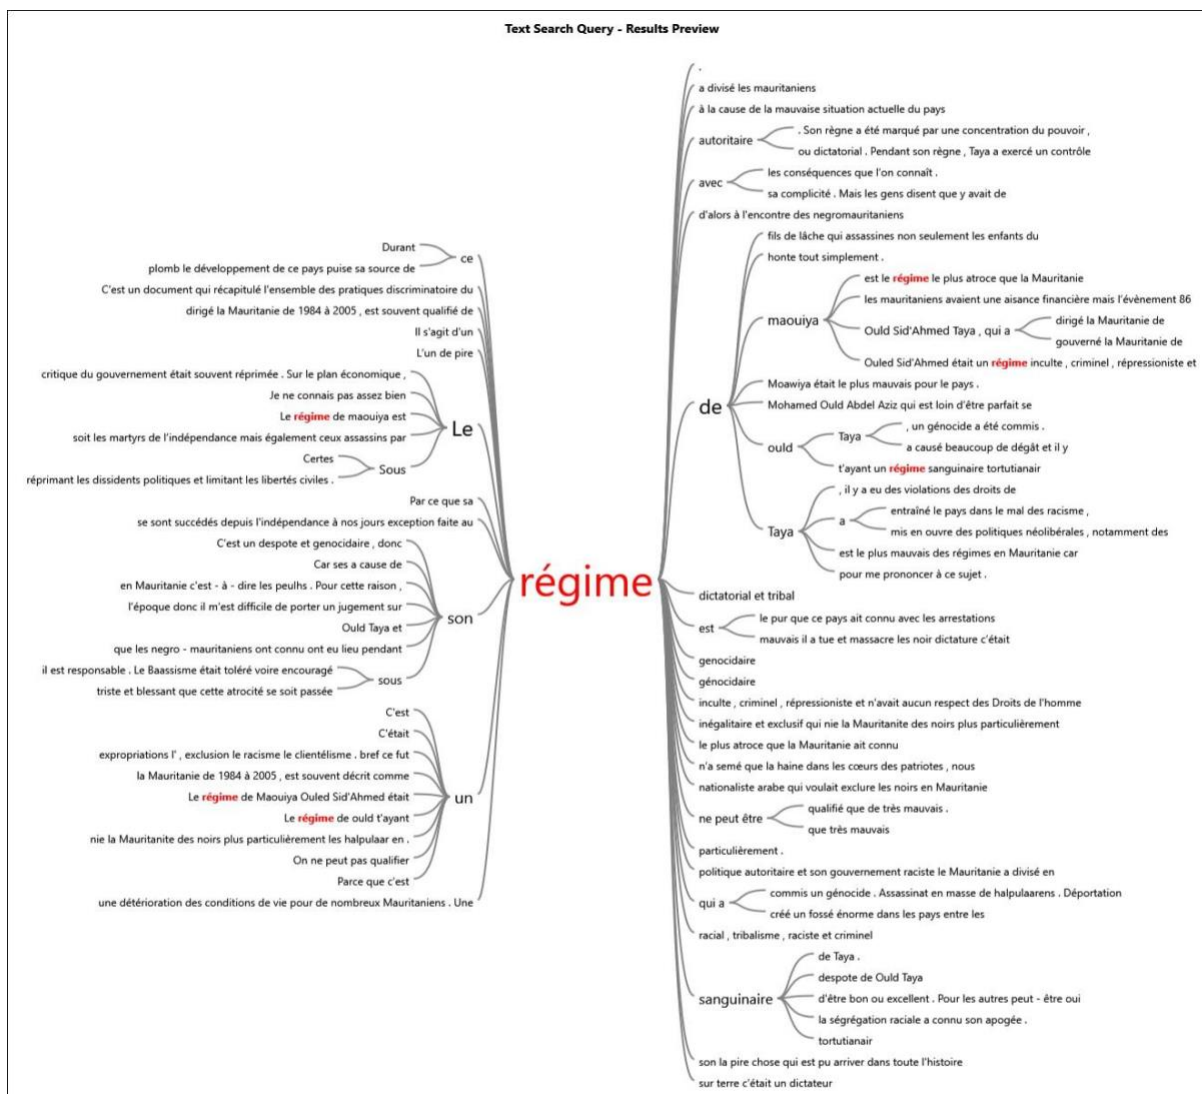 Text Search Query - Results Preview
Durant
plomb le développement de ce pays puise sa source de
ce
C'est un document qui récapitulé l'ensemble des pratiques discriminatoire du
dirigé la Mauritanie de 1984 à 2005 , est souvent qualifié de
Il s'agit d'un
L'un de pire
critique du gouvernement était souvent réprimée . Sur le plan économique ,
Je ne connais pas assez bien
Le régime de maouiya est
soit les martyrs de l'indépendance mais également ceux assassins par
Certes
réprimant les dissidents politiques et limitant les libertés civiles .
Sous
Le
Par ce que sa
se sont succédés depuis l'indépendance à nos jours exception faite au
C'est un despote et genocidaire , donc
Car ses a cause de
en Mauritanie c'est - à - dire les peulhs . Pour cette raison ,
l'époque donc il m'est difficile de porter un jugement sur
Ould Taya et
que les negro - mauritaniens ont connu ont eu lieu pendant
il est responsable . Le Baassisme était toléré voire encouragé
triste et blessant que cette atrocité se soit passée
sous
son
C'est
C'était
expropriations l' , exclusion le racisme le clientélisme . bref ce fut
la Mauritanie de 1984 à 2005 , est souvent décrit comme
Le régime de Maouiya Ouled Sid'Ahmed était
Le régime de ould t'ayant
nie la Mauritanite des noirs plus particulièrement les halpulaar en .
On ne peut pas qualifier
Parce que c'est
un
une détérioration des conditions de vie pour de nombreux Mauritaniens . Une
régime
.
a divisé les mauritaniens
à la cause de la mauvaise situation actuelle du pays
autoritaire
. Son règne a été marqué par une concentration du pouvoir ,
ou dictatorial . Pendant son règne , Taya a exercé un contrôle
avec
les conséquences que l'on connaît .
sa complicité . Mais les gens disent que y avait de
d'alors à l'encontre des negromauritaniens
de
fils de lâche qui assassines non seulement les enfants du
honte tout simplement .
maouiya
est le régime le plus atroce que la Mauritanie
les mauritaniens avaient une aisance financière mais l'évènement 86
Ould Sid'Ahmed Taya , qui a
dirigé la Mauritanie de
gouverné la Mauritanie de
Ouled Sid'Ahmed était un régime inculte , criminel , répressioniste et
Moawiya était le plus mauvais pour le pays .
Mohamed Ould Abdel Aziz qui est loin d'être parfait se
ould
Taya
, un génocide a été commis .
a causé beaucoup de dégât et il y
t'ayant un régime sanguinaire tortutianair
Taya
, il y a eu des violations des droits de
a
entraîné le pays dans le mal des racisme ,
mis en ouvre des politiques néolibérales , notamment des
est le plus mauvais des régimes en Mauritanie car
pour me prononcer à ce sujet .
dictatorial et tribal
est
le pur que ce pays ait connu avec les arrestations
mauvais il a tue et massacre les noir dictature c'était
genocidaire
génocidaire
inculte , criminel , répressioniste et n'avait aucun respect des Droits de l'homme
inégalitaire et exclusif qui nie la Mauritanite des noirs plus particulièrement
le plus atroce que la Mauritanie ait connu
n'a semé que la haine dans les cœurs des patriotes , nous
nationaliste arabe qui voulait exclure les noirs en Mauritanie
ne peut être
qualifié que de très mauvais .
que très mauvais
particulièrement .
politique autoritaire et son gouvernement raciste le Mauritanie a divisé en
qui a
commis un génocide . Assassinat en masse de halpulaarens . Déportation
créé un fossé énorme dans les pays entre les
racial , tribalisme , raciste et criminel
sanguinaire
de Taya .
despote de Ould Taya
d'être bon ou excellent . Pour les autres peut - être oui
la ségrégation raciale a connu son apogée .
tortutianair
son la pire chose qui est pu arriver dans toute l'histoire
sur terre c'était un dictateur